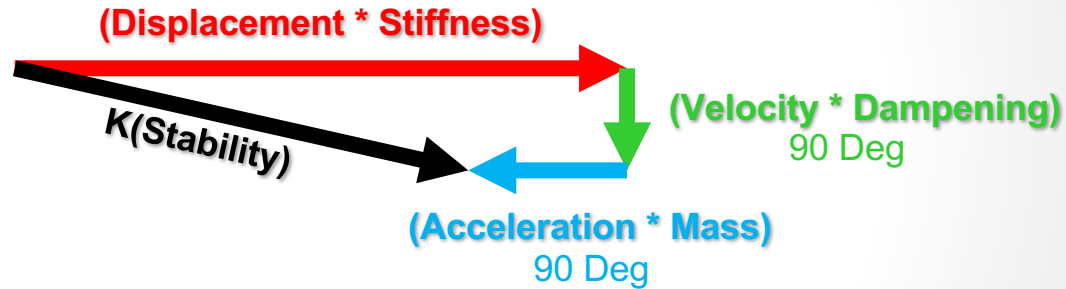 (Displacement * Stiffness)
K(Stability)
(Velocity * Dampening)
90 Deg
(Acceleration * Mass)
90 Deg